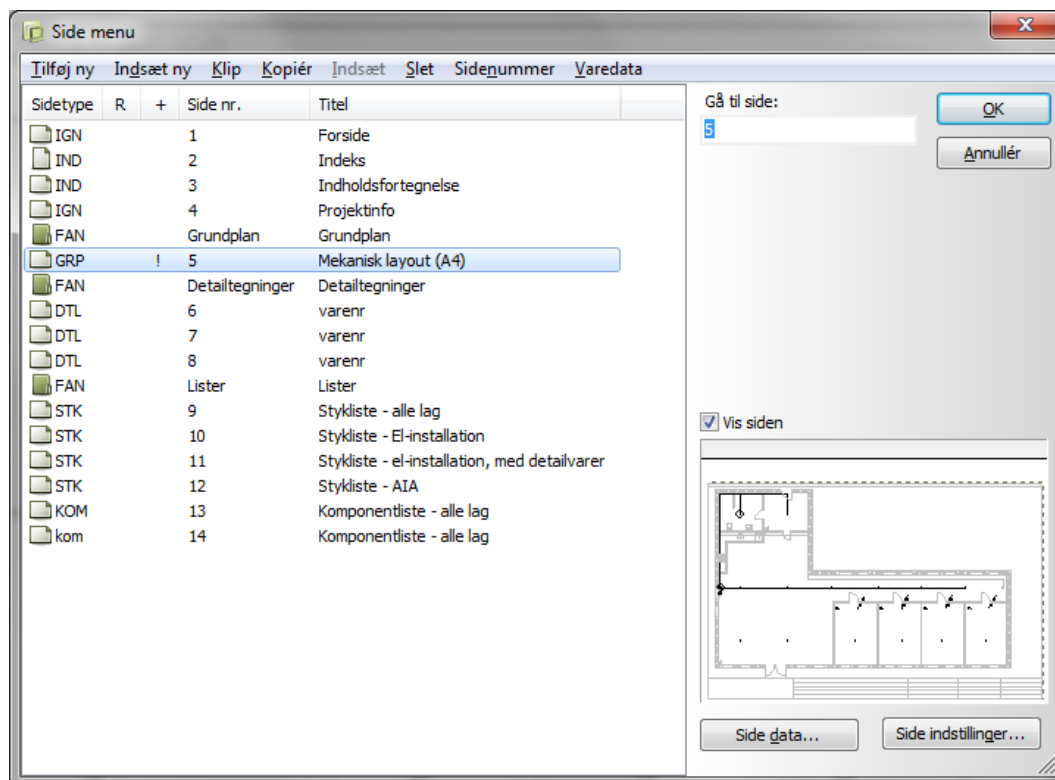 Side menu
Tilføj ny Indsæt ny Klip Kopiér Indsæt Slet Sidenummer Varedata
Sidetype R + Side nr. Titel
IGN 1 Forside
IND 2 Indeks
IND 3 Indholdsfortegnelse
IGN 4 Projektinfo
FAN Grundplan Grundplan
GRP ! 5 Mekanisk layout (A4)
FAN Detailtegninger Detailtegninger
DTL 6 varenr
DTL 7 varenr
DTL 8 varenr
FAN Lister Lister
STK 9 Stykliste - alle lag
STK 10 Stykliste - El-installation
STK 11 Stykliste - el-installation, med detailvarer
STK 12 Stykliste - AIA
KOM 13 Komponentliste - alle lag
kom 14 Komponentliste - alle lag
Gå til side:
5
OK
Annullér
Vis siden
Side data...
Side indstillinger...